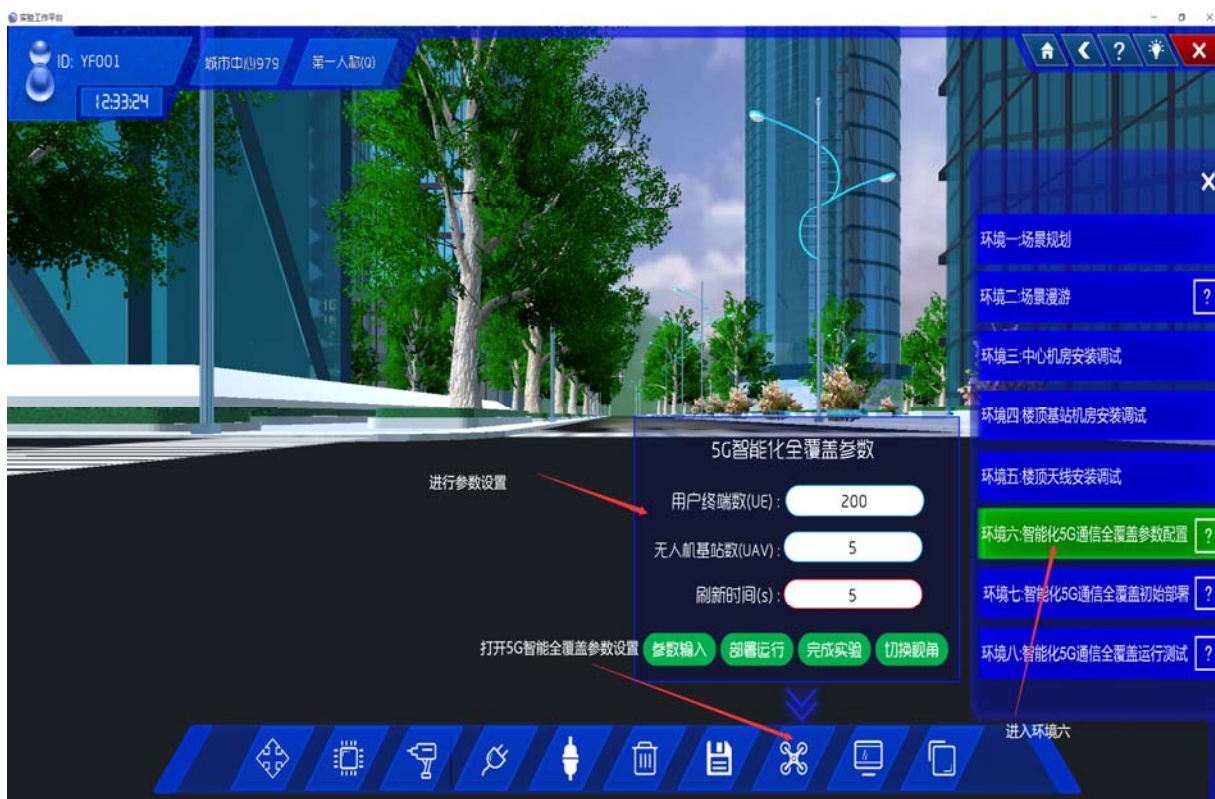 实验工作平台
ID: YF001
城市中心979
第一人称(Q)
12:33:24
环境一:场景规划
环境二:场景漫游
环境三:中心机房安装调试
环境四:楼顶基站机房安装调试
环境五:楼顶天线安装调试
环境六:智能化5G通信全覆盖参数配置
环境七:智能化5G通信全覆盖初始部署
环境八:智能化5G通信全覆盖运行测试
5G智能化全覆盖参数
进行参数设置
用户终端数(UE) : 200
无人机基站数(UAV) : 5
刷新时间(s) : 5
打开5G智能全覆盖参数设置
参数输入 部署运行 完成实验 切换视角
进入环境六